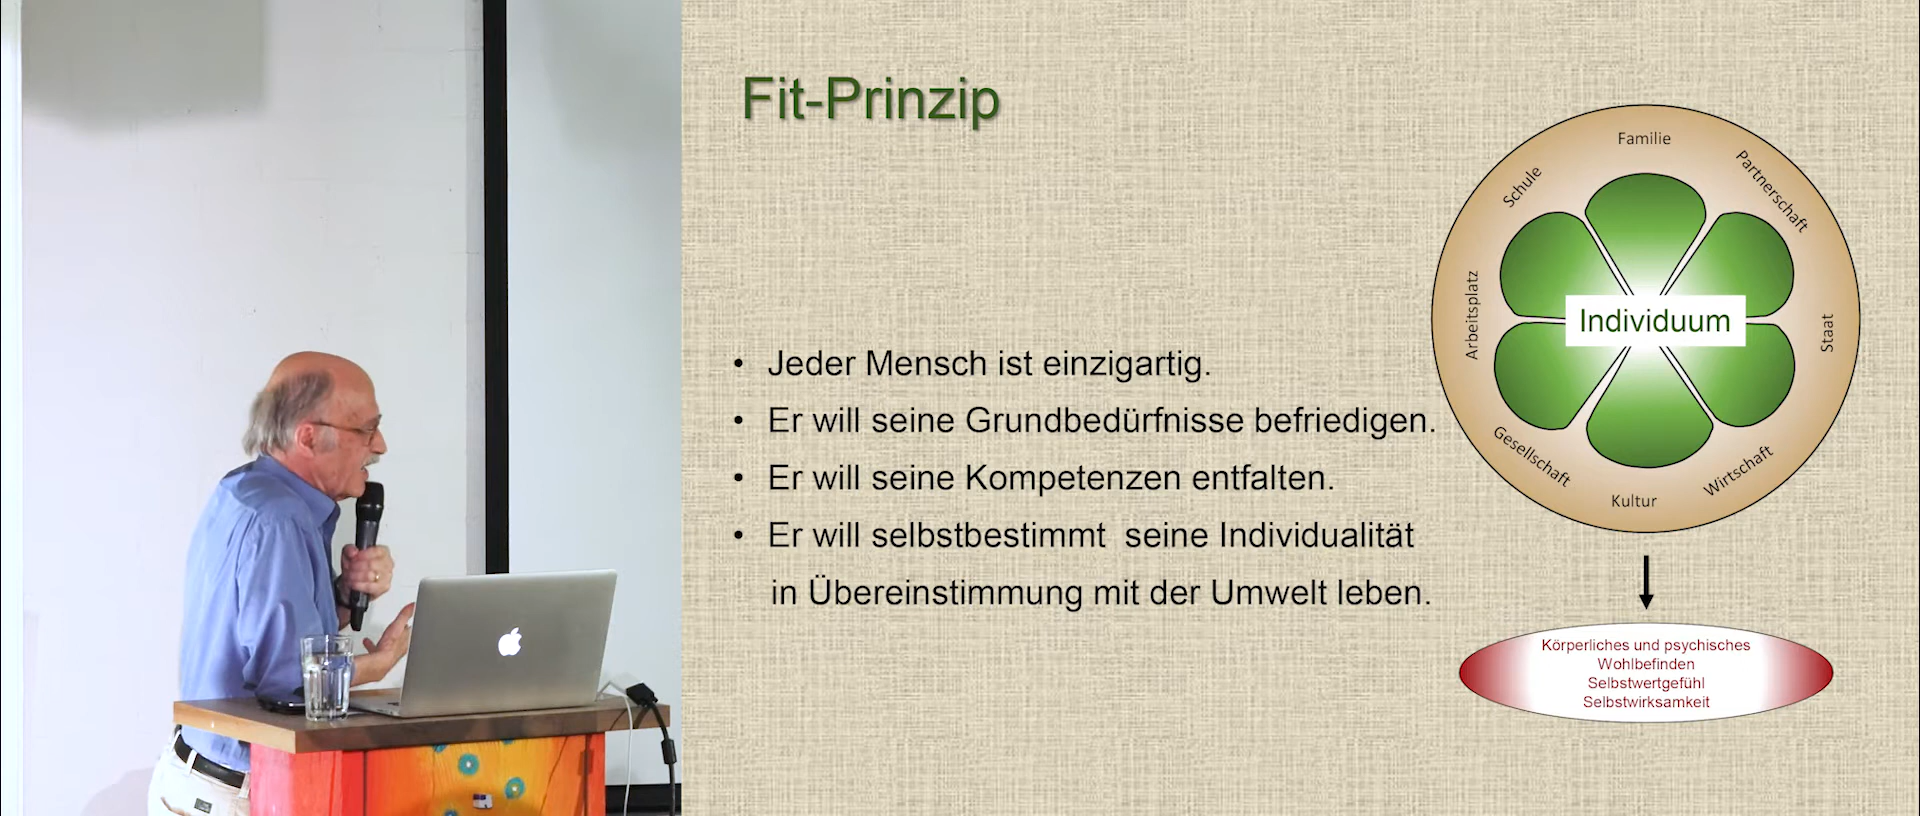 Fit-Prinzip
• Jeder Mensch ist einzigartig.
• Er will seine Grundbedürfnisse befriedigen.
• Er will seine Kompetenzen entfalten.
• Er will selbstbestimmt seine Individualität
in Übereinstimmung mit der Umwelt leben.
Familie
Partnerschaft
Staat
Wirtschaft
Kultur
Gesellschaft
Arbeitsplatz
Schule
Individuum
Körperliches und psychisches
Wohlbefinden
Selbstwertgefühl
Selbstwirksamkeit